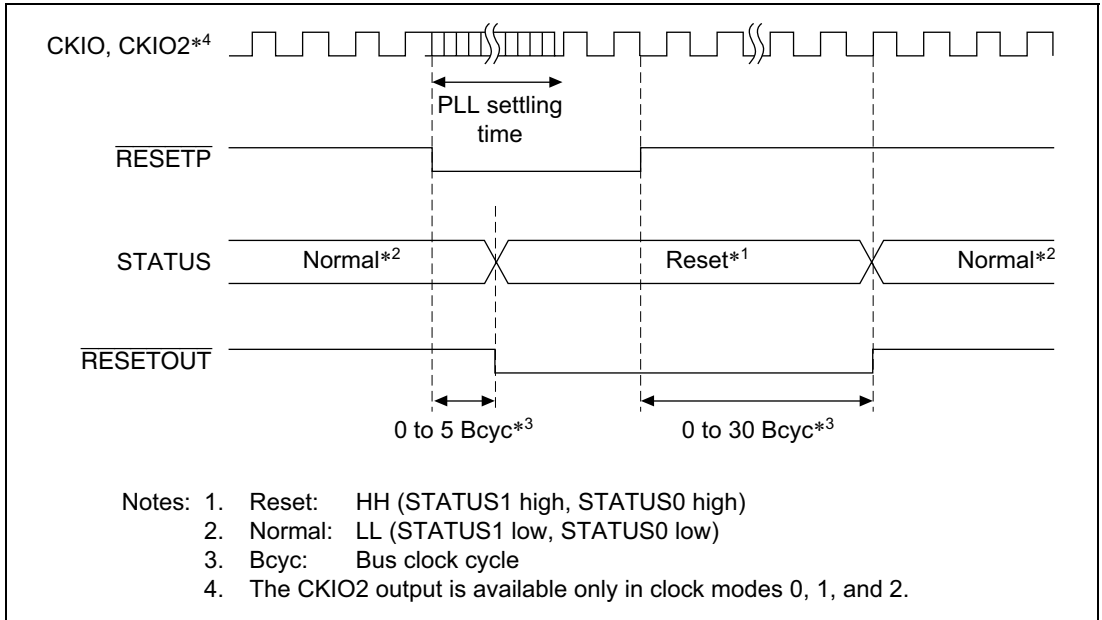 CKIO, CKIO2*4
PLL settling
time
RESETP
STATUS
Normal*2
Reset*1
Normal*2
RESETOUT
0 to 5 Bcyc*3
0 to 30 Bcyc*3
Notes: 1. Reset: HH (STATUS1 high, STATUS0 high)
2. Normal: LL (STATUS1 low, STATUS0 low)
3. Bcyc: Bus clock cycle
4. The CKIO2 output is available only in clock modes 0, 1, and 2.